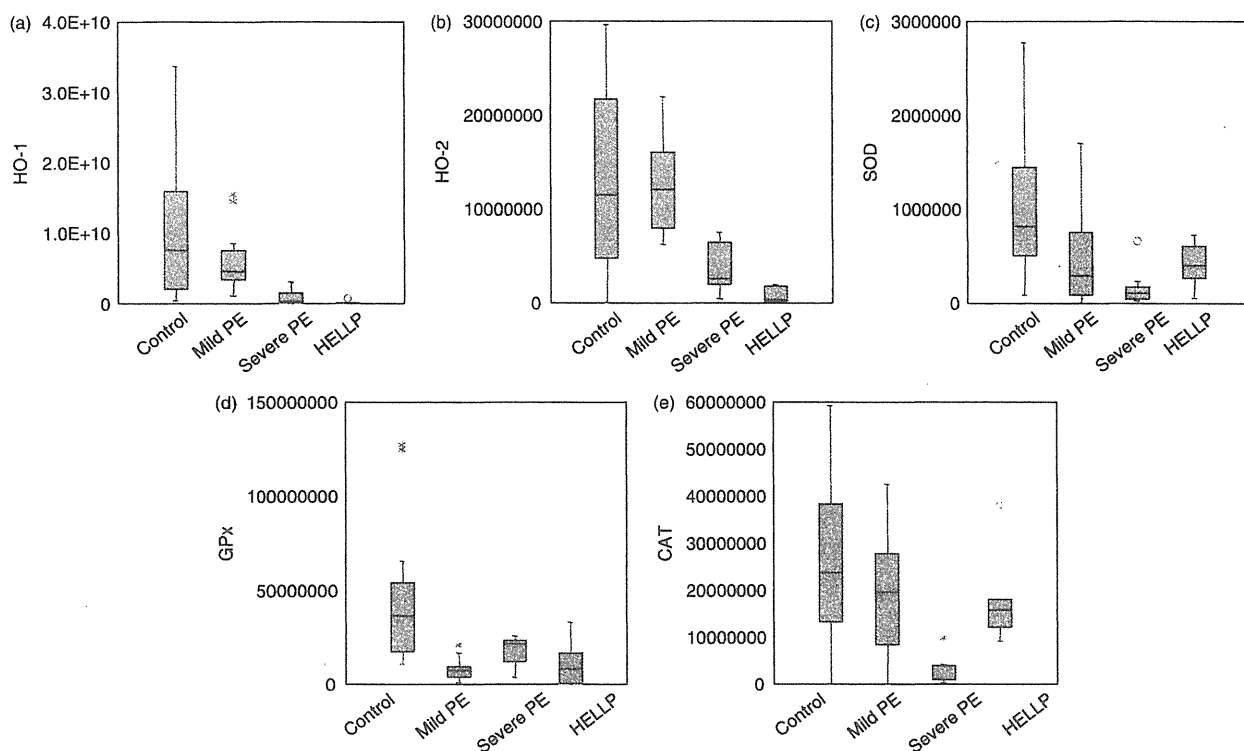 (a)
HO-1
4.0E+10
3.0E+10
2.0E+10
1.0E+10
0
Control
Mild PE
Severe PE
HELLP
(b)
HO-2
30000000
20000000
10000000
0
Control
Mild PE
Severe PE
HELLP
(c)
SOD
3000000
2000000
1000000
0
Control
Mild PE
Severe PE
HELLP
(d)
GPx
150000000
100000000
50000000
0
Control
Mild PE
Severe PE
HELLP
(e)
CAT
60000000
50000000
40000000
30000000
20000000
10000000
0
Control
Mild PE
Severe PE
HELLP